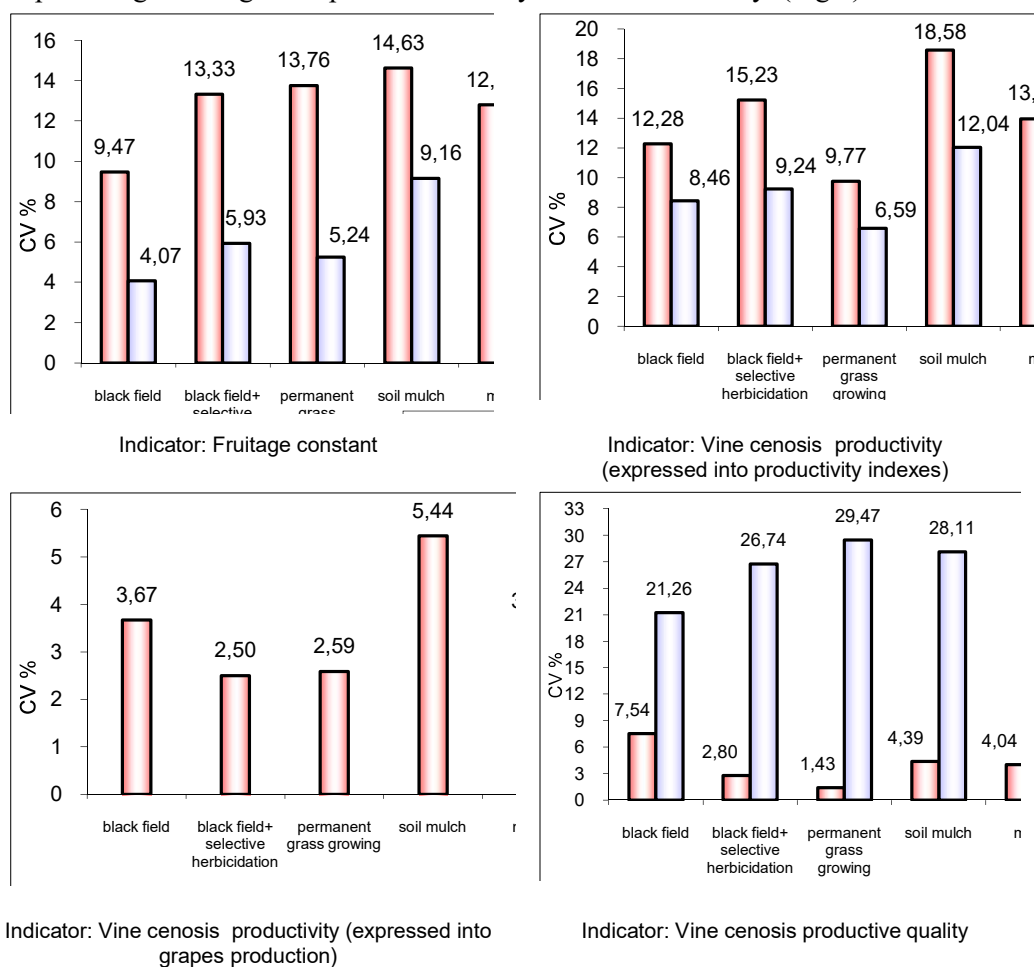 16
14
12
10
8
6
4
2
0
CV %
9,47
4,07
13,33
5,93
13,76
5,24
14,63
9,16
12,
black field
black field+
selective
permanent
grass
soil mulch
Indicator: Fruitage constant
20
18
16
14
12
10
8
6
4
2
0
CV %
12,28
8,46
15,23
9,24
9,77
6,59
18,58
12,04
13,
black field
black field+
selective
herbicidation
permanent
grass
growing
soil mulch
Indicator: Vine cenosis productivity
(expressed into productivity indexes)
6
5
4
3
2
1
0
CV %
3,67
2,50
2,59
5,44
black field
black field+
selective
herbicidation
permanent
grass growing
soil mulch
Indicator: Vine cenosis productivity (expressed into
grapes production)
33
30
27
24
21
18
15
12
9
6
3
0
CV %
7,54
21,26
2,80
26,74
1,43
29,47
4,39
28,11
4,04
black field
black field+
selective
herbicidation
permanent
grass
growing
soil mulch
m
Indicator: Vine cenosis productive quality